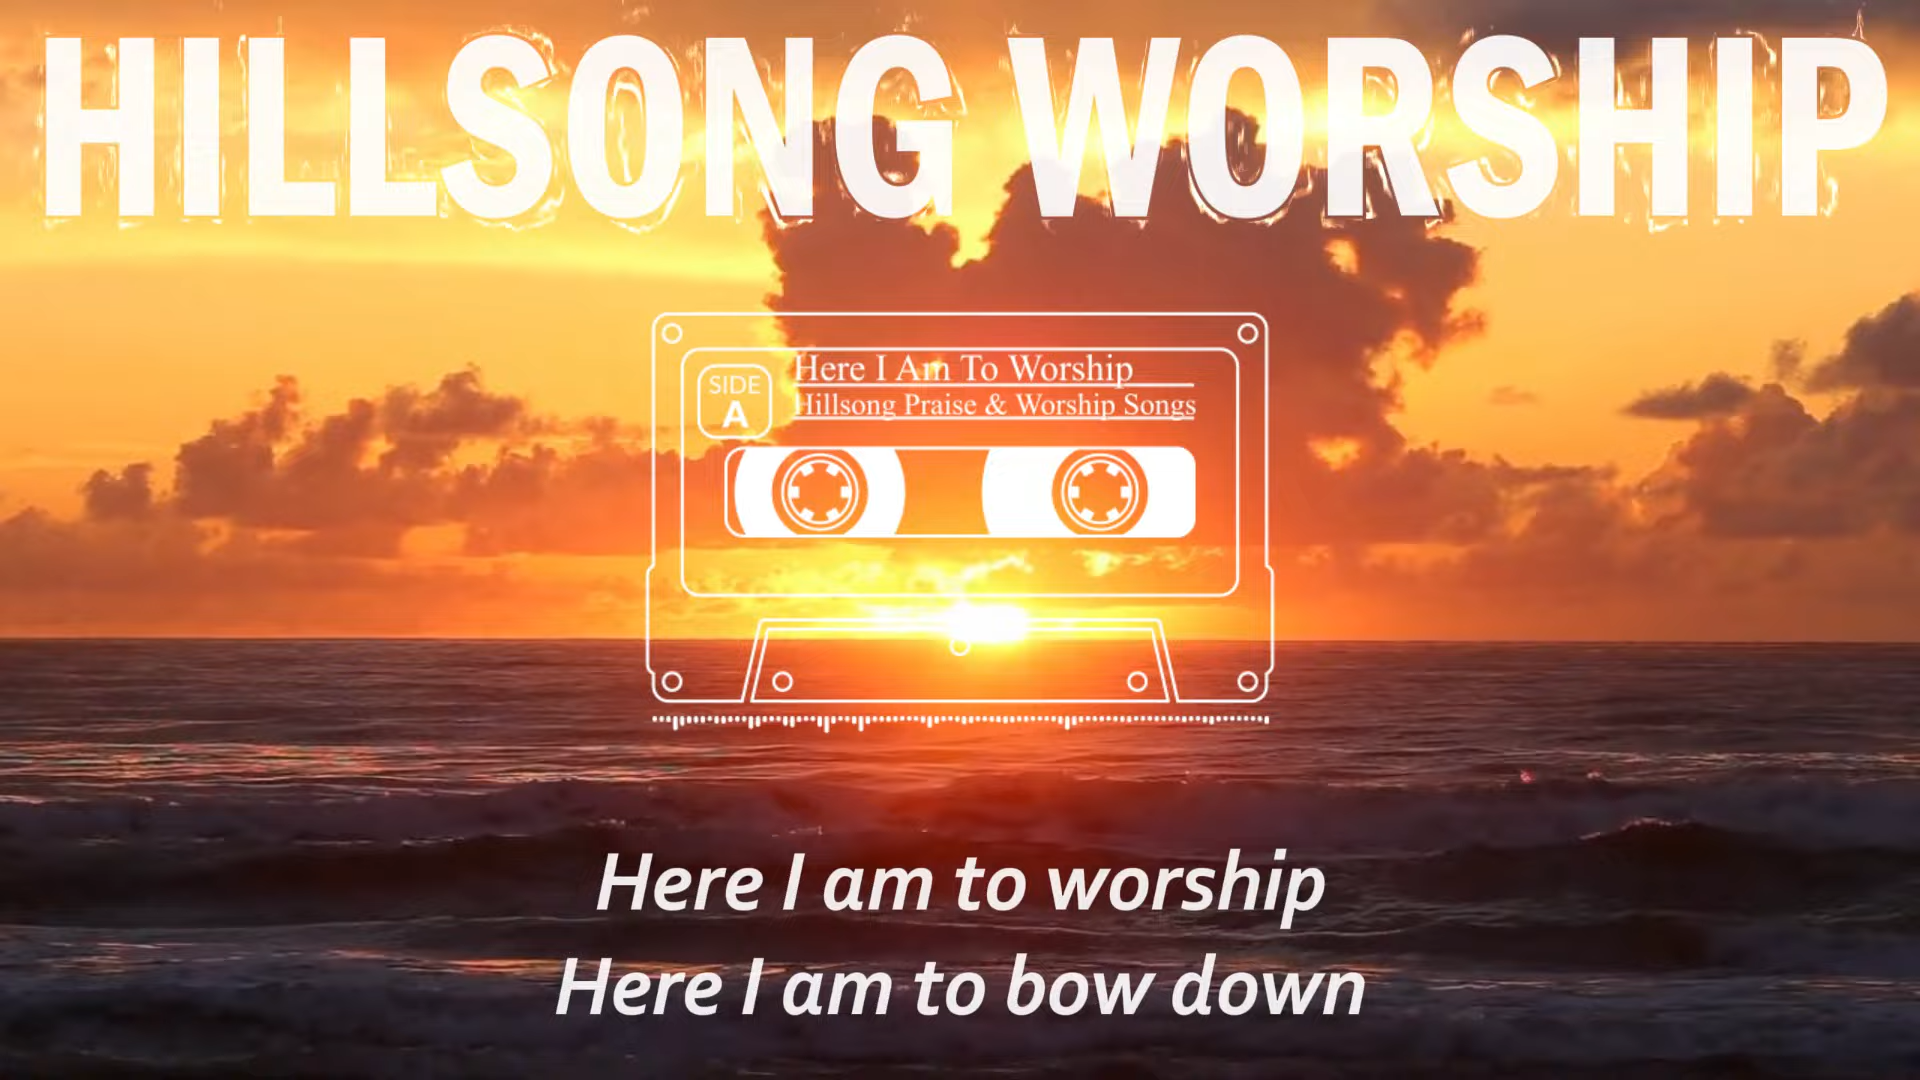 HILLSONG WORSHIP
SIDE
A
Here I Am To Worship
Hillsong Praise & Worship Songs
Here I am to worship
Here I am to bow down